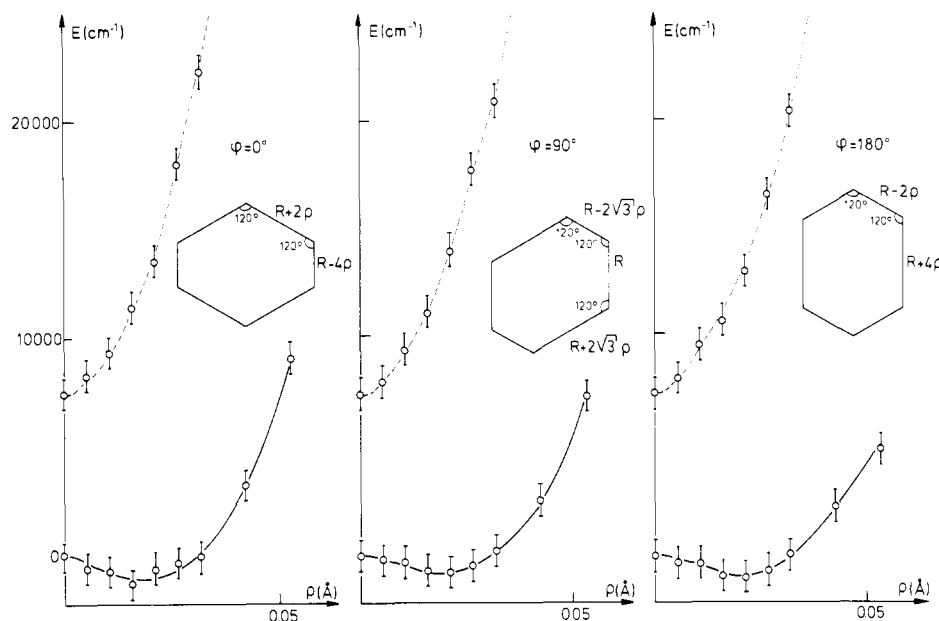 E(cm⁻¹)
20000
10000
0
φ=0°
R+2ρ
120°
120°
R-4ρ
0.05
ρ(Å)
E(cm⁻¹)
φ=90°
R-2√3ρ
120°
120°
R
120°
R+2√3ρ
0.05
ρ(Å)
E(cm⁻¹)
φ=180°
R-2ρ
120°
120°
R+4ρ
0.05
ρ(Å)